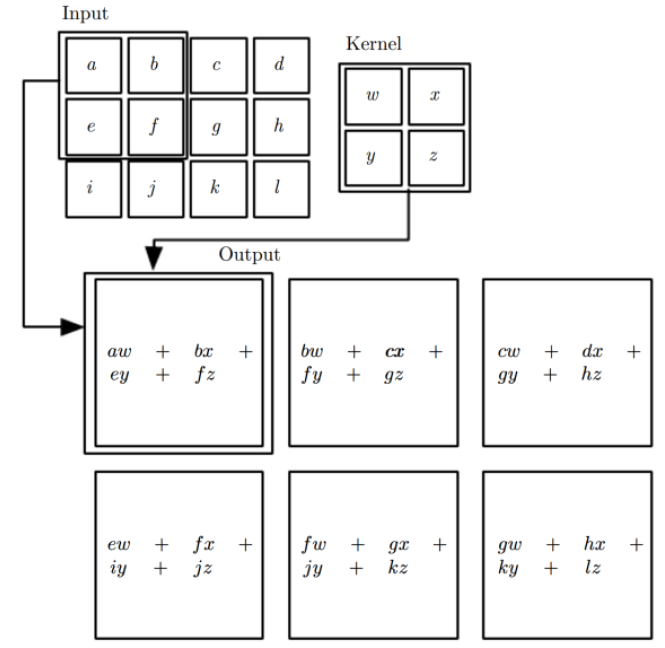 Input
a b c d
e f g h
i j k l
Kernel
w x
y z
Output
aw + bx +
ey + fz
bw + cx +
fy + gz
cw + dx +
gy + hz
ew + fx +
iy + jz
fw + gx +
jy + kz
gw + hx +
ky + lz